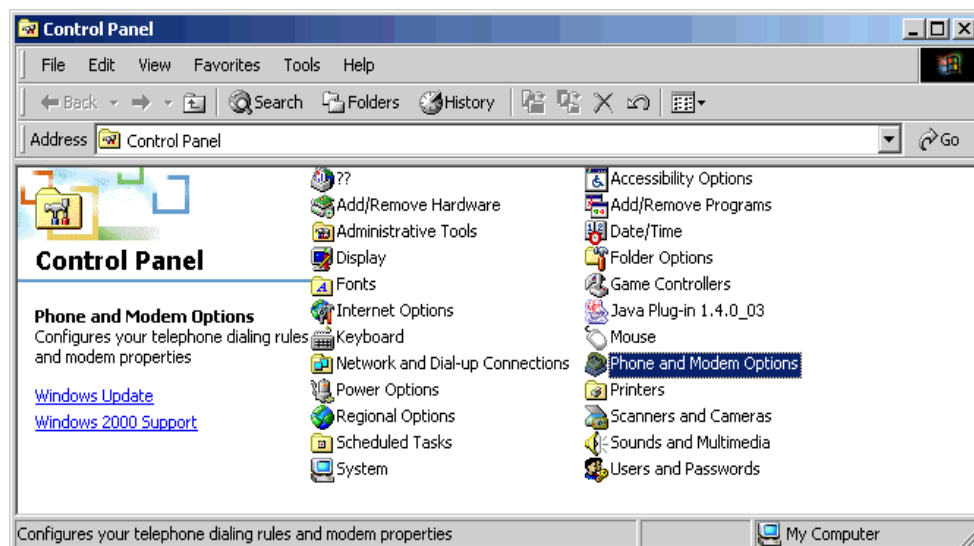 Control Panel
File Edit View Favorites Tools Help
Back Search Folders History
Address Control Panel Go
Control Panel
Phone and Modem Options
Configures your telephone dialing rules
and modem properties
Windows Update
Windows 2000 Support
??
Add/Remove Hardware
Administrative Tools
Display
Fonts
Internet Options
Keyboard
Network and Dial-up Connections
Power Options
Regional Options
Scheduled Tasks
System
Accessibility Options
Add/Remove Programs
Date/Time
Folder Options
Game Controllers
Java Plug-in 1.4.0_03
Mouse
Phone and Modem Options
Printers
Scanners and Cameras
Sounds and Multimedia
Users and Passwords
Configures your telephone dialing rules and modem properties My Computer